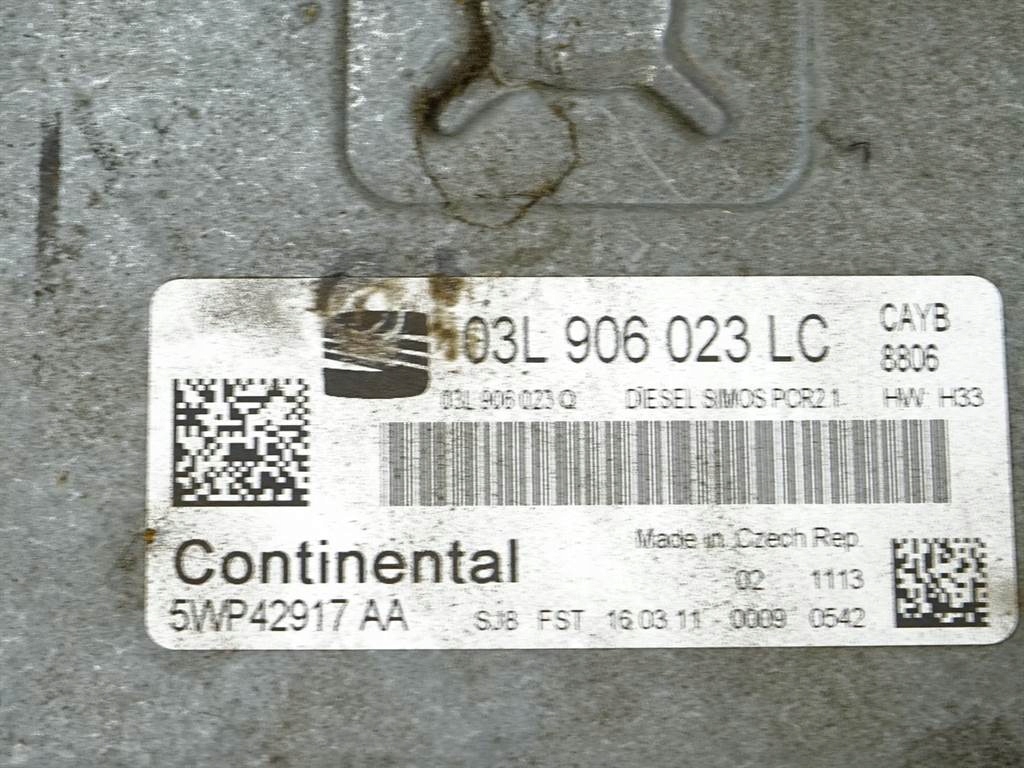 03L 906 023 LC CAYB
8806
03L 906 023 Q DIESEL SIMOS PCR2 1 HW: H33
Continental
Made in Czech Rep
02 1113
5WP42917 AA SJ8 FST 16 03 11 0009 0542